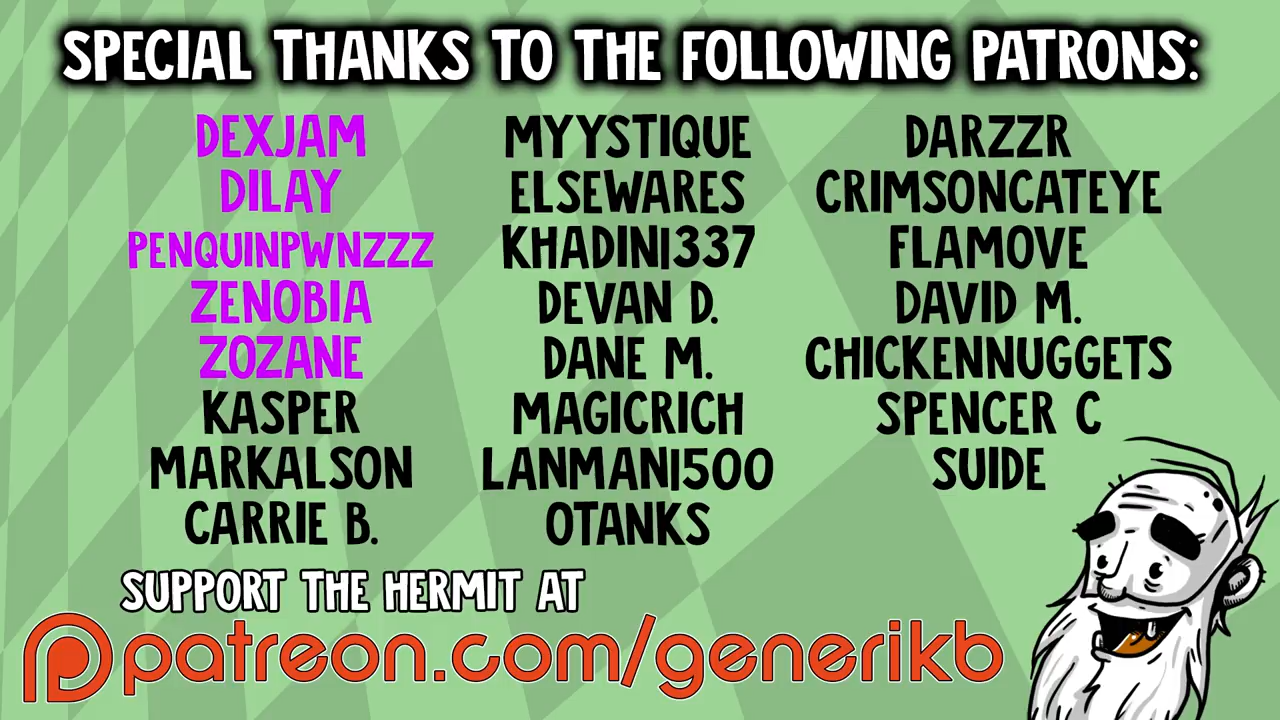 SPECIAL THANKS TO THE FOLLOWING PATRONS:
DEXJAM
DILAY
PENQUINPWNZZZ
ZENOBIA
ZOZANE
KASPER
MARKALSON
CARRIE B.
MYYSTIQUE
ELSEWARES
KHADIN1337
DEVAN D.
DANE M.
MAGICRICH
LANMAN1500
OTANKS
DARZZR
CRIMSONCATEYE
FLAMOVE
DAVID M.
CHICKENNUGGETS
SPENCER C
SUIDE
SUPPORT THE HERMIT AT
patreon.com/generikb